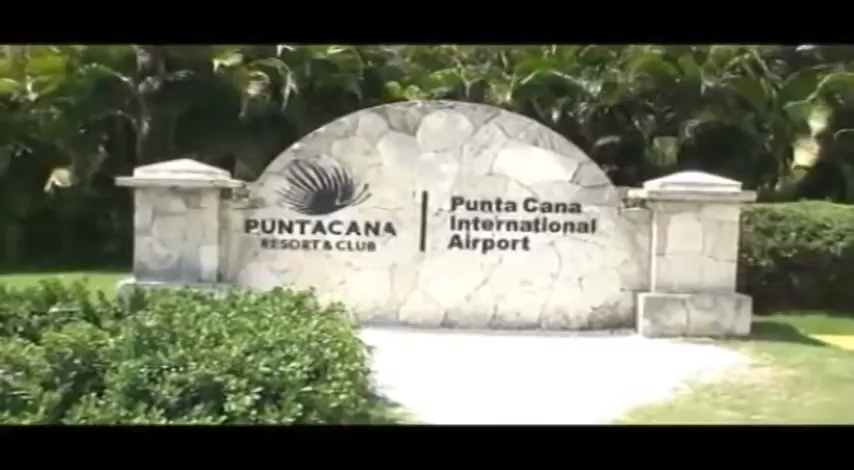 PUNTACANA
RESORT & CLUB
Punta Cana
International
Airport